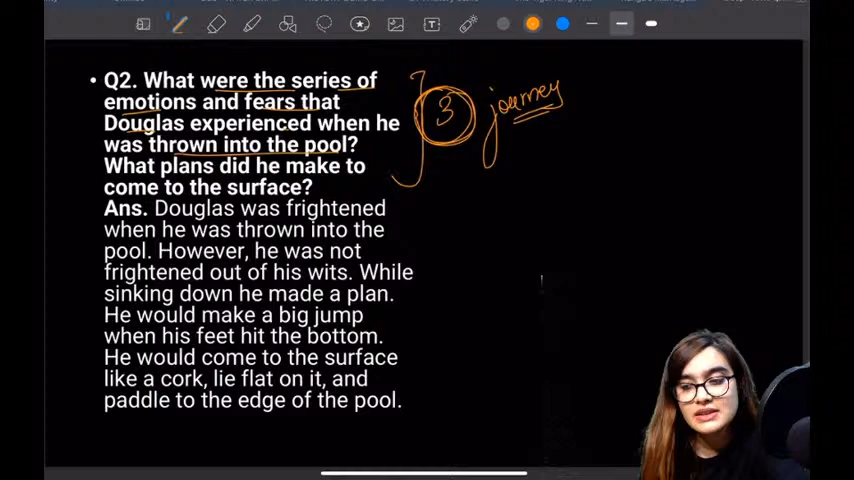 • Q2. What were the series of
emotions and fears that
Douglas experienced when he
was thrown into the pool?
What plans did he make to
come to the surface?
Ans. Douglas was frightened
when he was thrown into the
pool. However, he was not
frightened out of his wits. While
sinking down he made a plan.
He would make a big jump
when his feet hit the bottom.
He would come to the surface
like a cork, lie flat on it, and
paddle to the edge of the pool.
3 journey